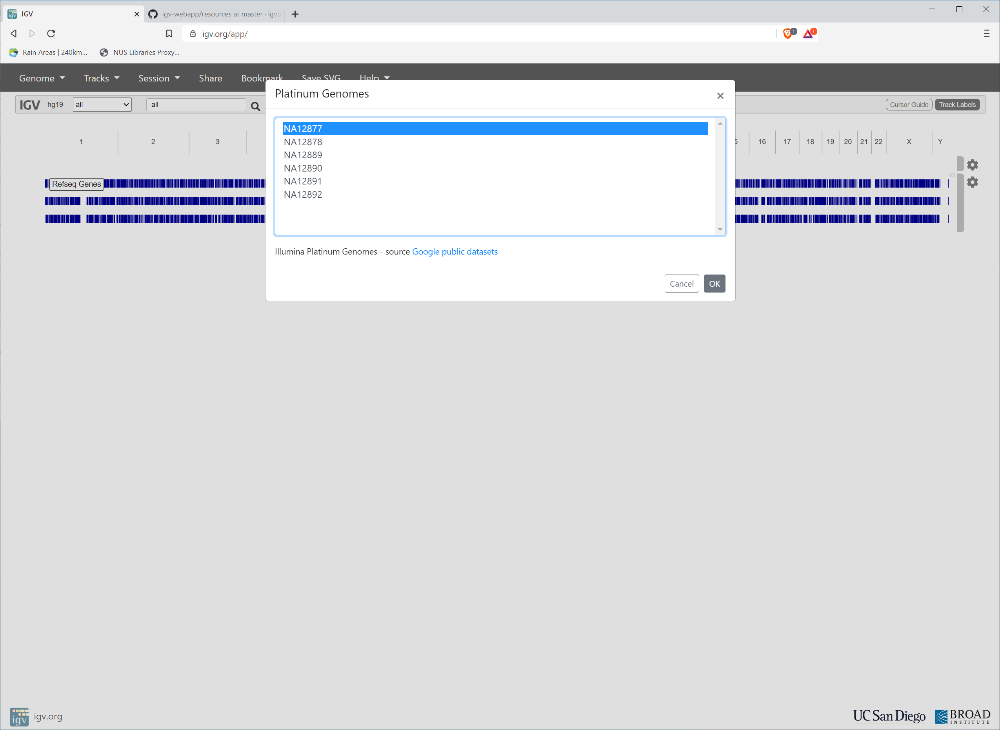 IGV
igv-webapp/resources at master · igvt
igv.org/app/
1
1
Rain Areas | 240km...
NUS Libraries Proxy...
Genome
Tracks
Session
Share
Bookmark
Save SVG
Help
Platinum Genomes
IGV
hg19
all
all
Cursor Guide
Track Labels
NA12877
NA12878
NA12889
NA12890
NA12891
NA12892
1
2
3
16
17
18
19
20
21
22
X
Y
Refseq Genes
Illumina Platinum Genomes - source Google public datasets
Cancel
OK
igv
igv.org
UC San Diego
BROAD
INSTITUTE